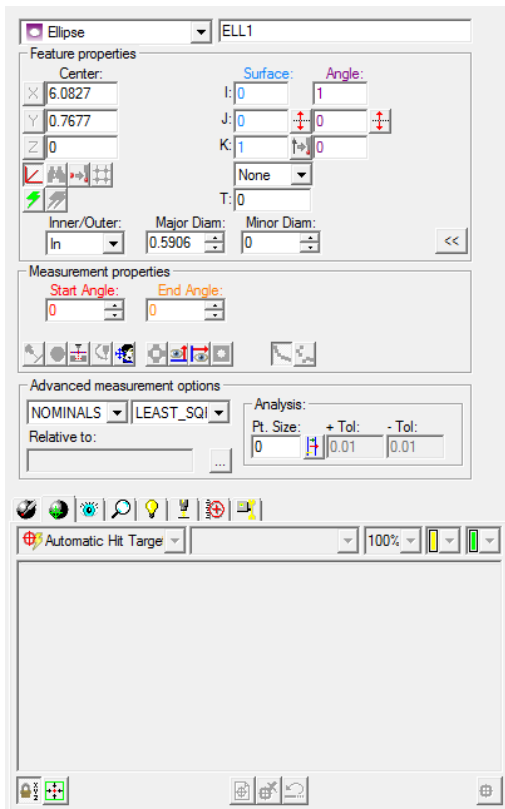 Ellipse ELL1
Feature properties
Center: Surface: Angle:
X 6.0827 I: 0 1
Y 0.7677 J: 0 0
Z 0 K: 1 0
None
T: 0
Inner/Outer: Major Diam: Minor Diam:
In 0.5906 0 <<
Measurement properties
Start Angle: End Angle:
0 0
Advanced measurement options
NOMINALS LEAST_SQI Analysis:
Pt. Size: + Tol: - Tol:
Relative to: 0 0.01 0.01
...
Automatic Hit Targe 100%
XYZ